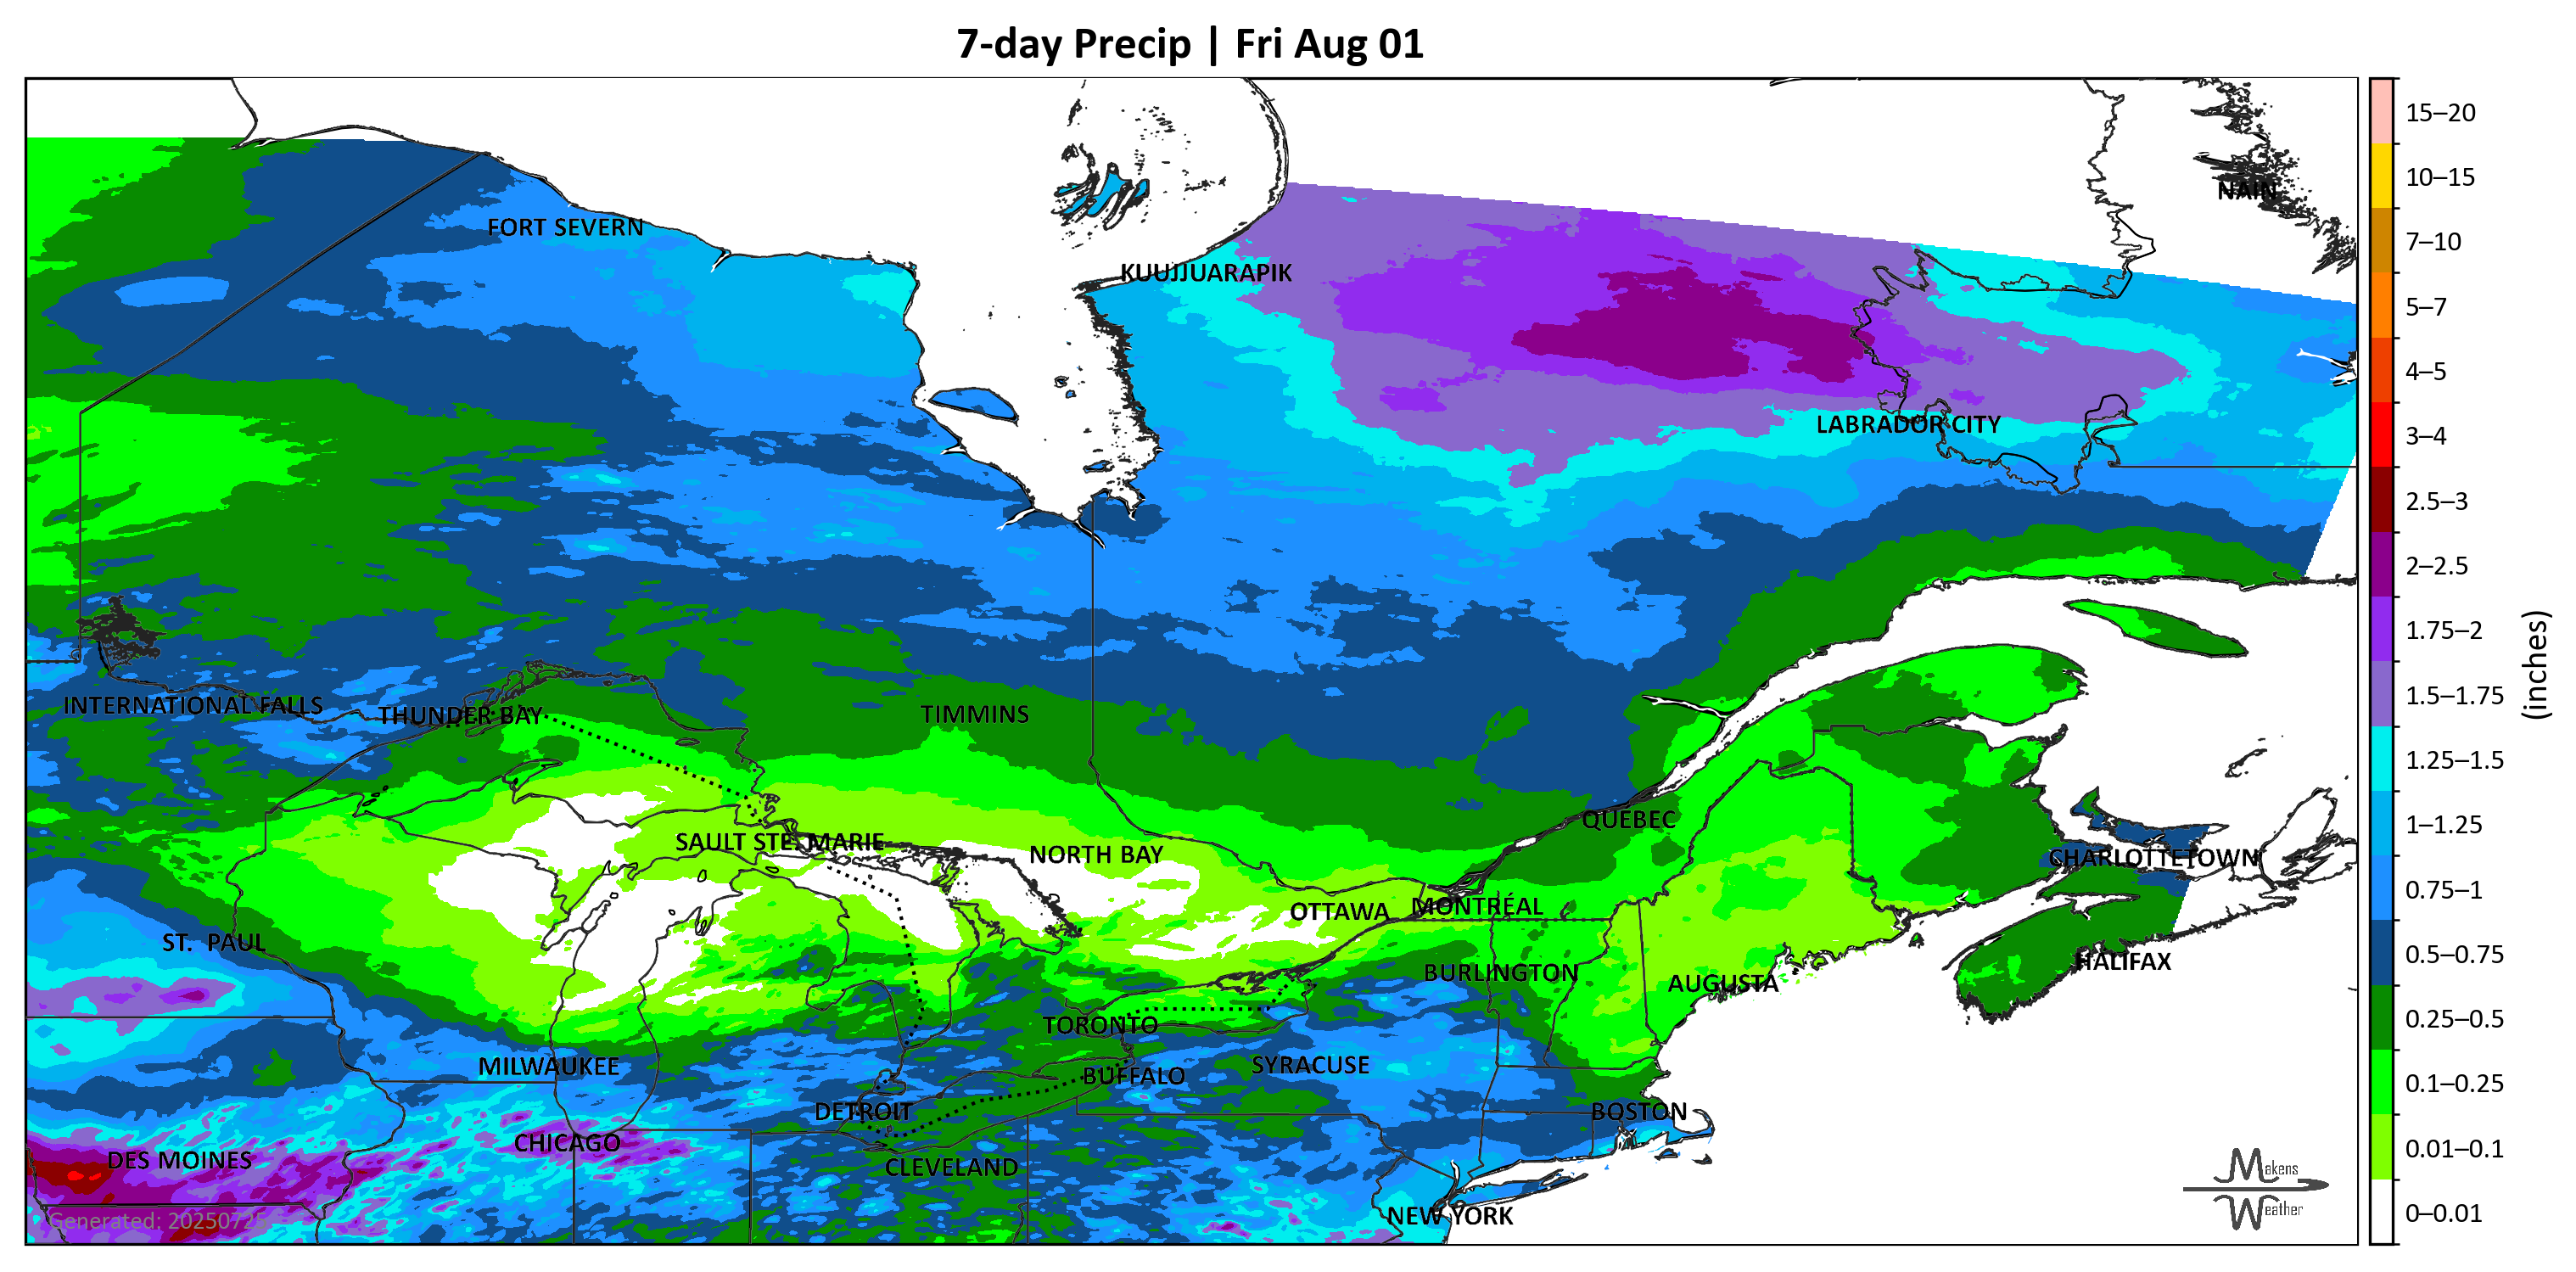 7-day Precip | Fri Aug 01
15–20
10–15
7–10
5–7
4–5
3–4
2.5–3
2–2.5
1.75–2
1.5–1.75
1.25–1.5
1–1.25
0.75–1
0.5–0.75
0.25–0.5
0.1–0.25
0.01–0.1
0–0.01
(inches)
NAIN
FORT SEVERN
KUUJJUARAPIK
LABRADOR CITY
INTERNATIONAL FALLS
THUNDER BAY
TIMMINS
QUEBEC
SAULT STE. MARIE
NORTH BAY
CHARLOTTETOWN
OTTAWA
MONTRÉAL
ST. PAUL
HALIFAX
BURLINGTON
AUGUSTA
TORONTO
MILWAUKEE
SYRACUSE
BUFFALO
DETROIT
BOSTON
CHICAGO
DES MOINES
CLEVELAND
NEW YORK
Generated: 20250725
Makens
Weather